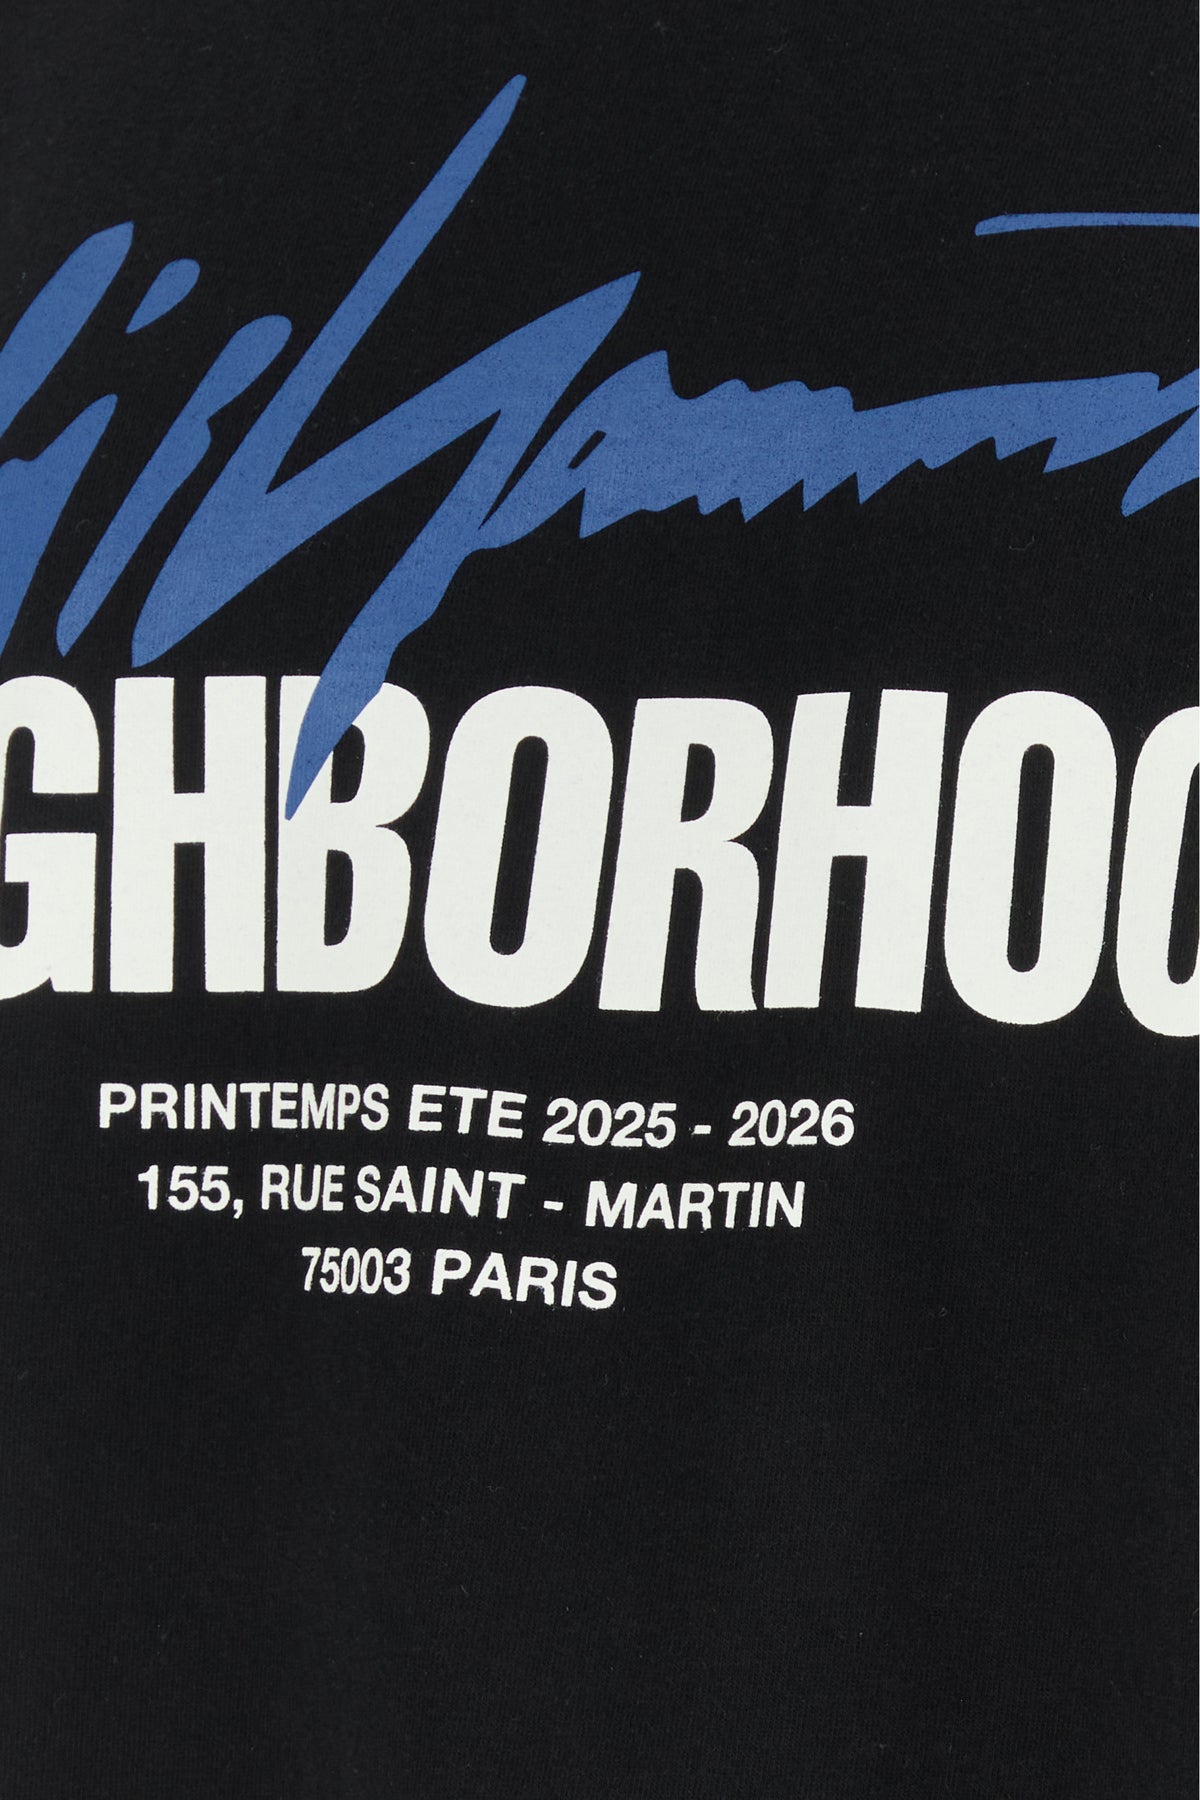 GHBORHOO
PRINTEMPS ETE 2025 - 2026
155, RUE SAINT - MARTIN
75003 PARIS